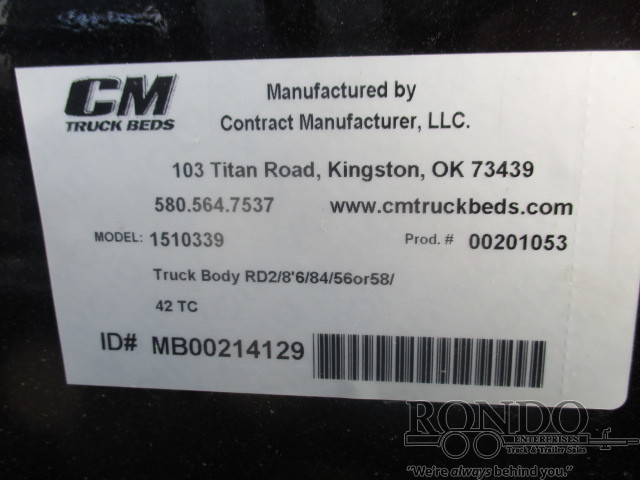 CM
TRUCK BEDS
Manufactured by
Contract Manufacturer, LLC.
103 Titan Road, Kingston, OK 73439
580.564.7537 www.cmtruckbeds.com
MODEL: 1510339 Prod. # 00201053
Truck Body RD2/8'6/84/56or58/
42 TC
ID# MB00214129
RONDO
ENTERPRISES
Truck & Trailer Sales
"We're always behind you."